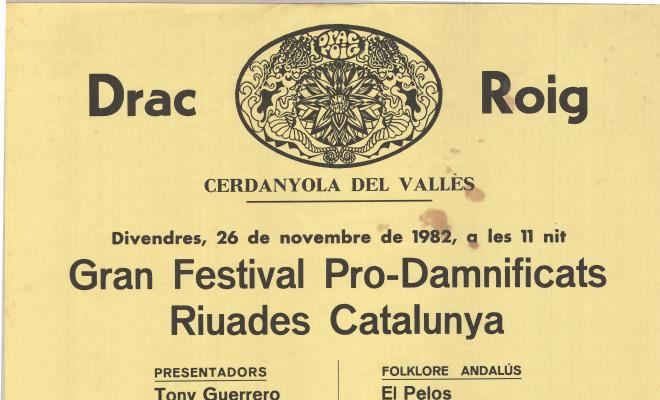 Drac Roig
DRAC
ROIG
CERDANYOLA DEL VALLÈS
Divendres, 26 de novembre de 1982, a les 11 nit
Gran Festival Pro-Damnificats
Riuades Catalunya
PRESENTADORS
Tony Guerrero
FOLKLORE ANDALÚS
El Pelos